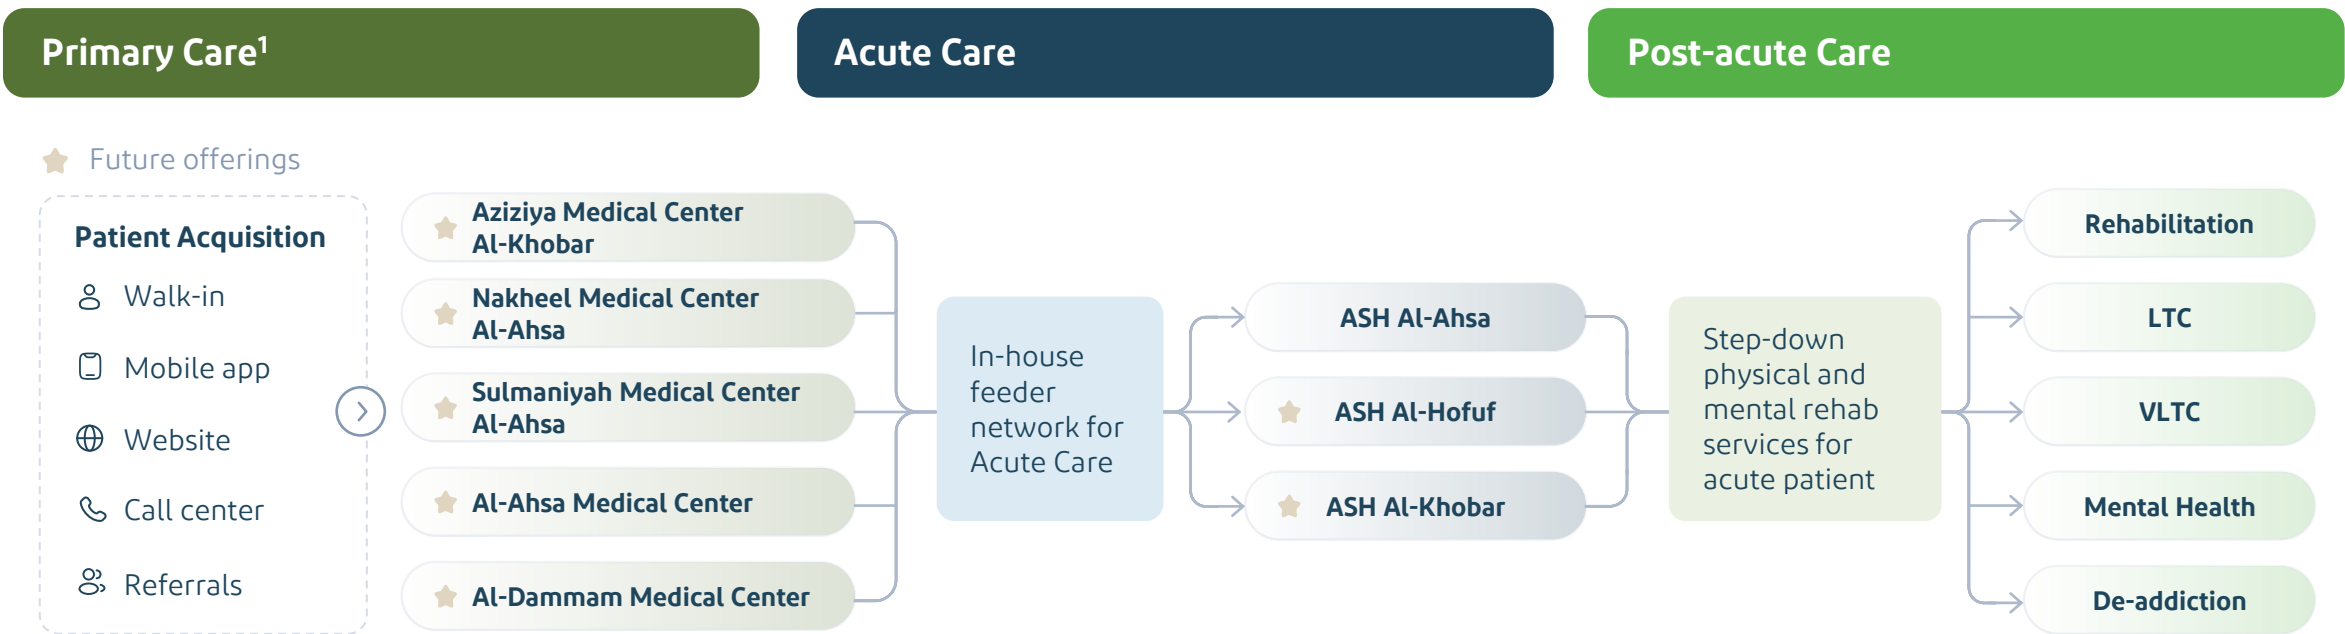 Primary Care¹
Acute Care
Post-acute Care
Future offerings
Patient Acquisition
Walk-in
Mobile app
Website
Call center
Referrals
Aziziya Medical Center
Al-Khobar
Nakheel Medical Center
Al-Ahsa
Sulmaniyah Medical Center
Al-Ahsa
Al-Ahsa Medical Center
Al-Dammam Medical Center
In-house
feeder
network for
Acute Care
ASH Al-Ahsa
ASH Al-Hofuf
ASH Al-Khobar
Step-down
physical and
mental rehab
services for
acute patient
Rehabilitation
LTC
VLTC
Mental Health
De-addiction